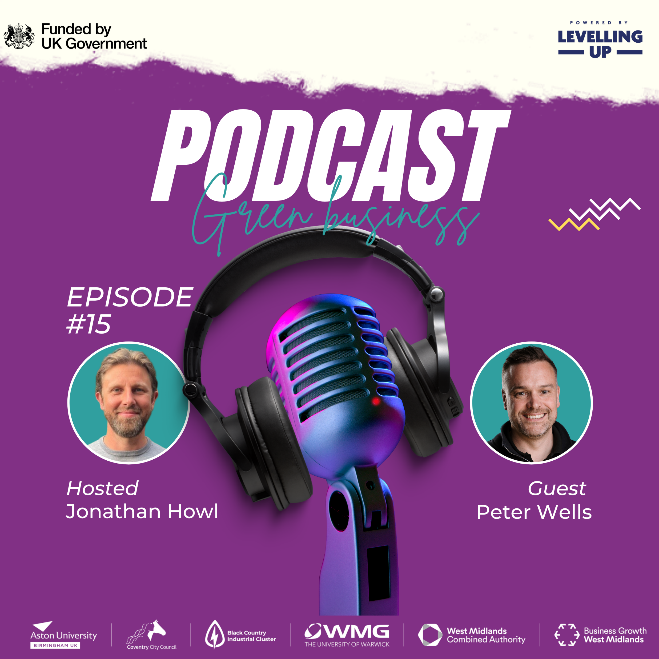 Funded by
UK Government
POWERED BY
LEVELLING
UP
PODCAST
Green business
EPISODE
#15
Hosted
Jonathan Howl
Guest
Peter Wells
Aston University
BIRMINGHAM UK
Coventry City Council
Black Country
Industrial Cluster
WMG
THE UNIVERSITY OF WARWICK
West Midlands
Combined Authority
Business Growth
West Midlands